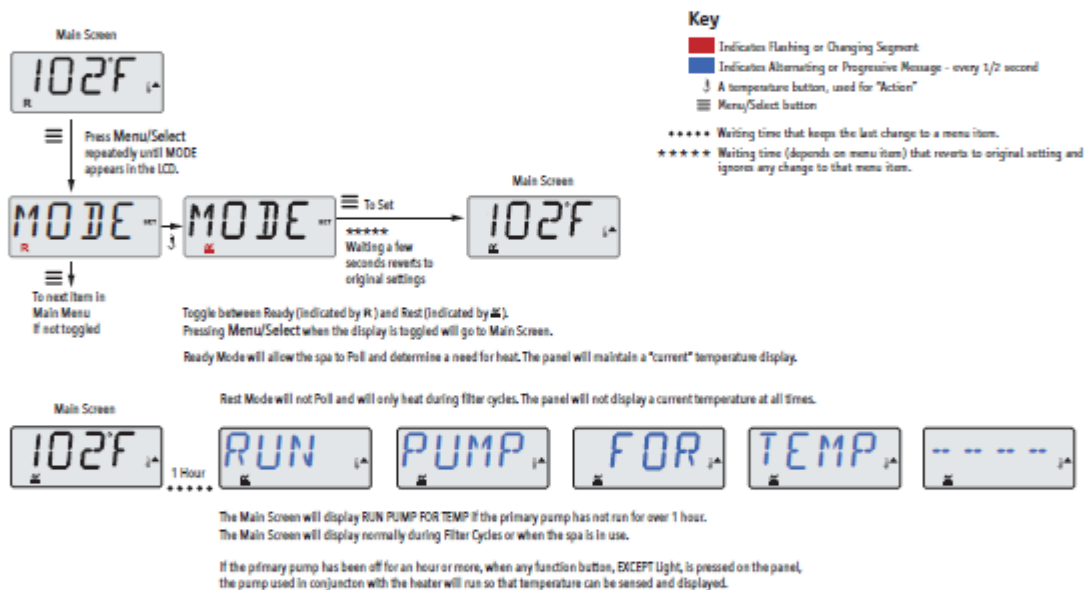 Key
Main Screen
Indicates Flashing or Changing Segment
102°F
Indicates Alternating or Progressive Message - every 1/2 second
R
A temperature button, used for "Action"
Menu/Select button
Press Menu/Select
repeatedly until MODE
appears in the LCD.
***** Waiting time that keeps the last change to a menu item.
***** Waiting time (depends on menu item) that reverts to original setting and
ignores any change to that menu item.
Main Screen
MODE SET
R
MODE SET
To Set
*****
Waiting a few
seconds reverts to
original settings
102°F
To next item in
Main Menu
If not toggled
Toggle between Ready (indicated by R) and Rest (indicated by ).
Pressing Menu/Select when the display is toggled will go to Main Screen.
Ready Mode will allow the spa to Poll and determine a need for heat. The panel will maintain a "current" temperature display.
Rest Mode will not Poll and will only heat during filter cycles. The panel will not display a current temperature at all times.
Main Screen
102°F
1 Hour
*****
RUN
PUMP
FOR
TEMP
-- -- -- --
The Main Screen will display RUN PUMP FOR TEMP if the primary pump has not run for over 1 hour.
The Main Screen will display normally during Filter Cycles or when the spa is in use.
If the primary pump has been off for an hour or more, when any function button, EXCEPT Light, is pressed on the panel,
the pump used in conjuncton with the heater will run so that temperature can be sensed and displayed.